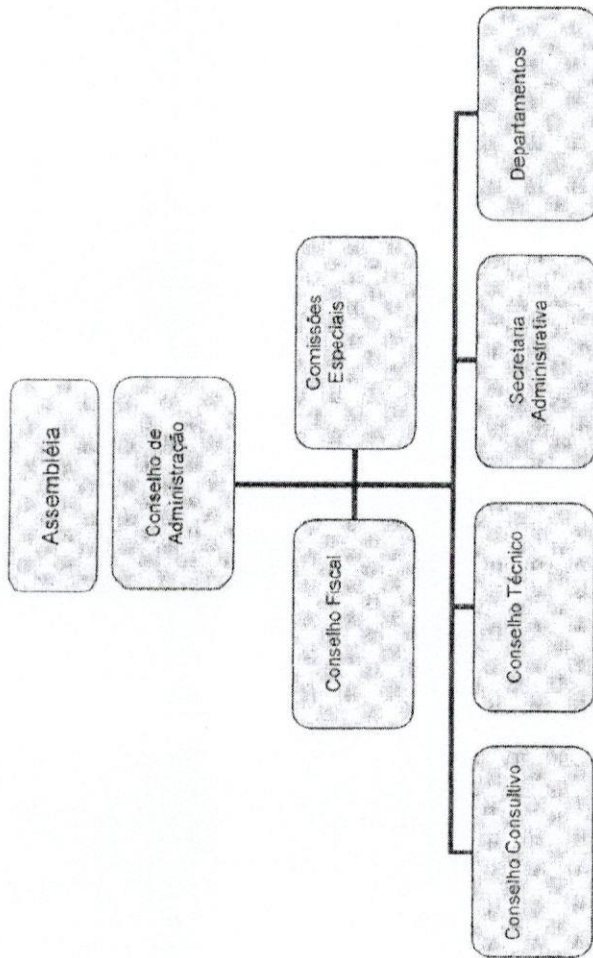 Assembléia
Conselho de
Administração
Conselho Fiscal
Comissões
Especiais
Conselho Consultivo
Conselho Técnico
Secretaria
Administrativa
Departamentos